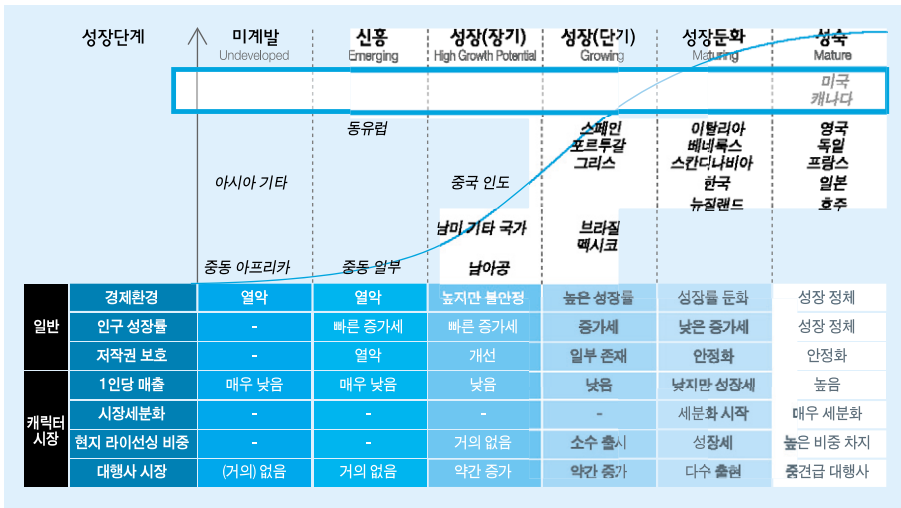 성장단계 미계발 신흥 성장(장기) 성장(단기) 성장둔화 성숙
Undeveloped Emerging High Growth Potential Growing Maturing Mature
미국
캐나다
동유럽 스페인 이탈리아 영국
포르투갈 베네룩스 독일
그리스 스칸디나비아 프랑스
아시아 기타 중국 인도 한국 일본
뉴질랜드 호주
남미 기타 국가 브라질
멕시코
중동 아프리카 중동 일부 남아공
경제환경 열악 열악 높지만 불안정 높은 성장률 성장률 둔화 성장 정체
일반 인구 성장률 - 빠른 증가세 빠른 증가세 증가세 낮은 증가세 성장 정체
저작권 보호 - 열악 개선 일부 존재 안정화 안정화
1인당 매출 매우 낮음 매우 낮음 낮음 낮음 낮지만 성장세 높음
캐릭터 시장세분화 - - - - 세분화 시작 매우 세분화
시장 현지 라이선싱 비중 - - 거의 없음 소수 출시 성장세 높은 비중 차지
대행사 시장 (거의) 없음 거의 없음 약간 증가 약간 증가 다수 출현 중견급 대행사